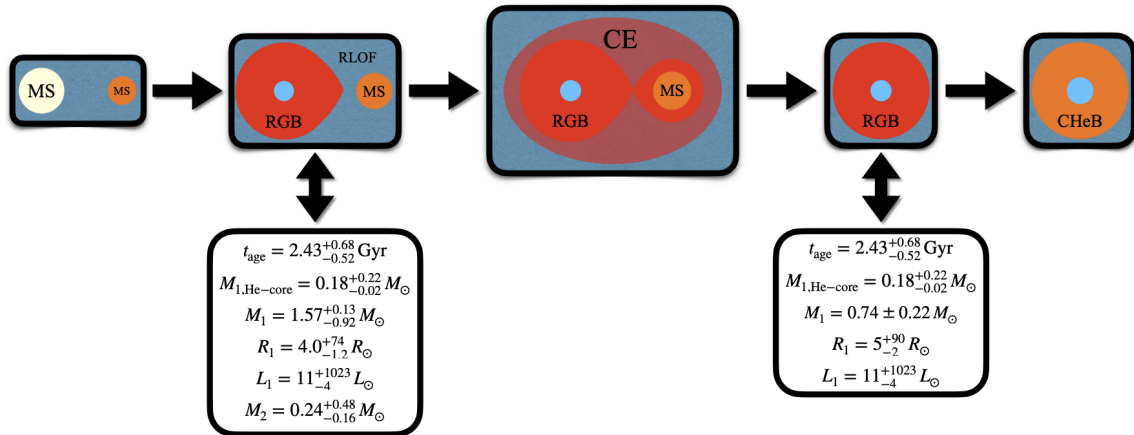 MS
MS
RLOF
RGB
MS
CE
RGB
MS
RGB
CHeB
t_age = 2.43^{+0.68}_{-0.52} Gyr
M_{1,He−core} = 0.18^{+0.22}_{-0.02} M_⊙
M_1 = 1.57^{+0.13}_{-0.92} M_⊙
R_1 = 4.0^{+74}_{-1.2} R_⊙
L_1 = 11^{+1023}_{-4} L_⊙
M_2 = 0.24^{+0.48}_{-0.16} M_⊙
t_age = 2.43^{+0.68}_{-0.52} Gyr
M_{1,He−core} = 0.18^{+0.22}_{-0.02} M_⊙
M_1 = 0.74 ± 0.22 M_⊙
R_1 = 5^{+90}_{-2} R_⊙
L_1 = 11^{+1023}_{-4} L_⊙